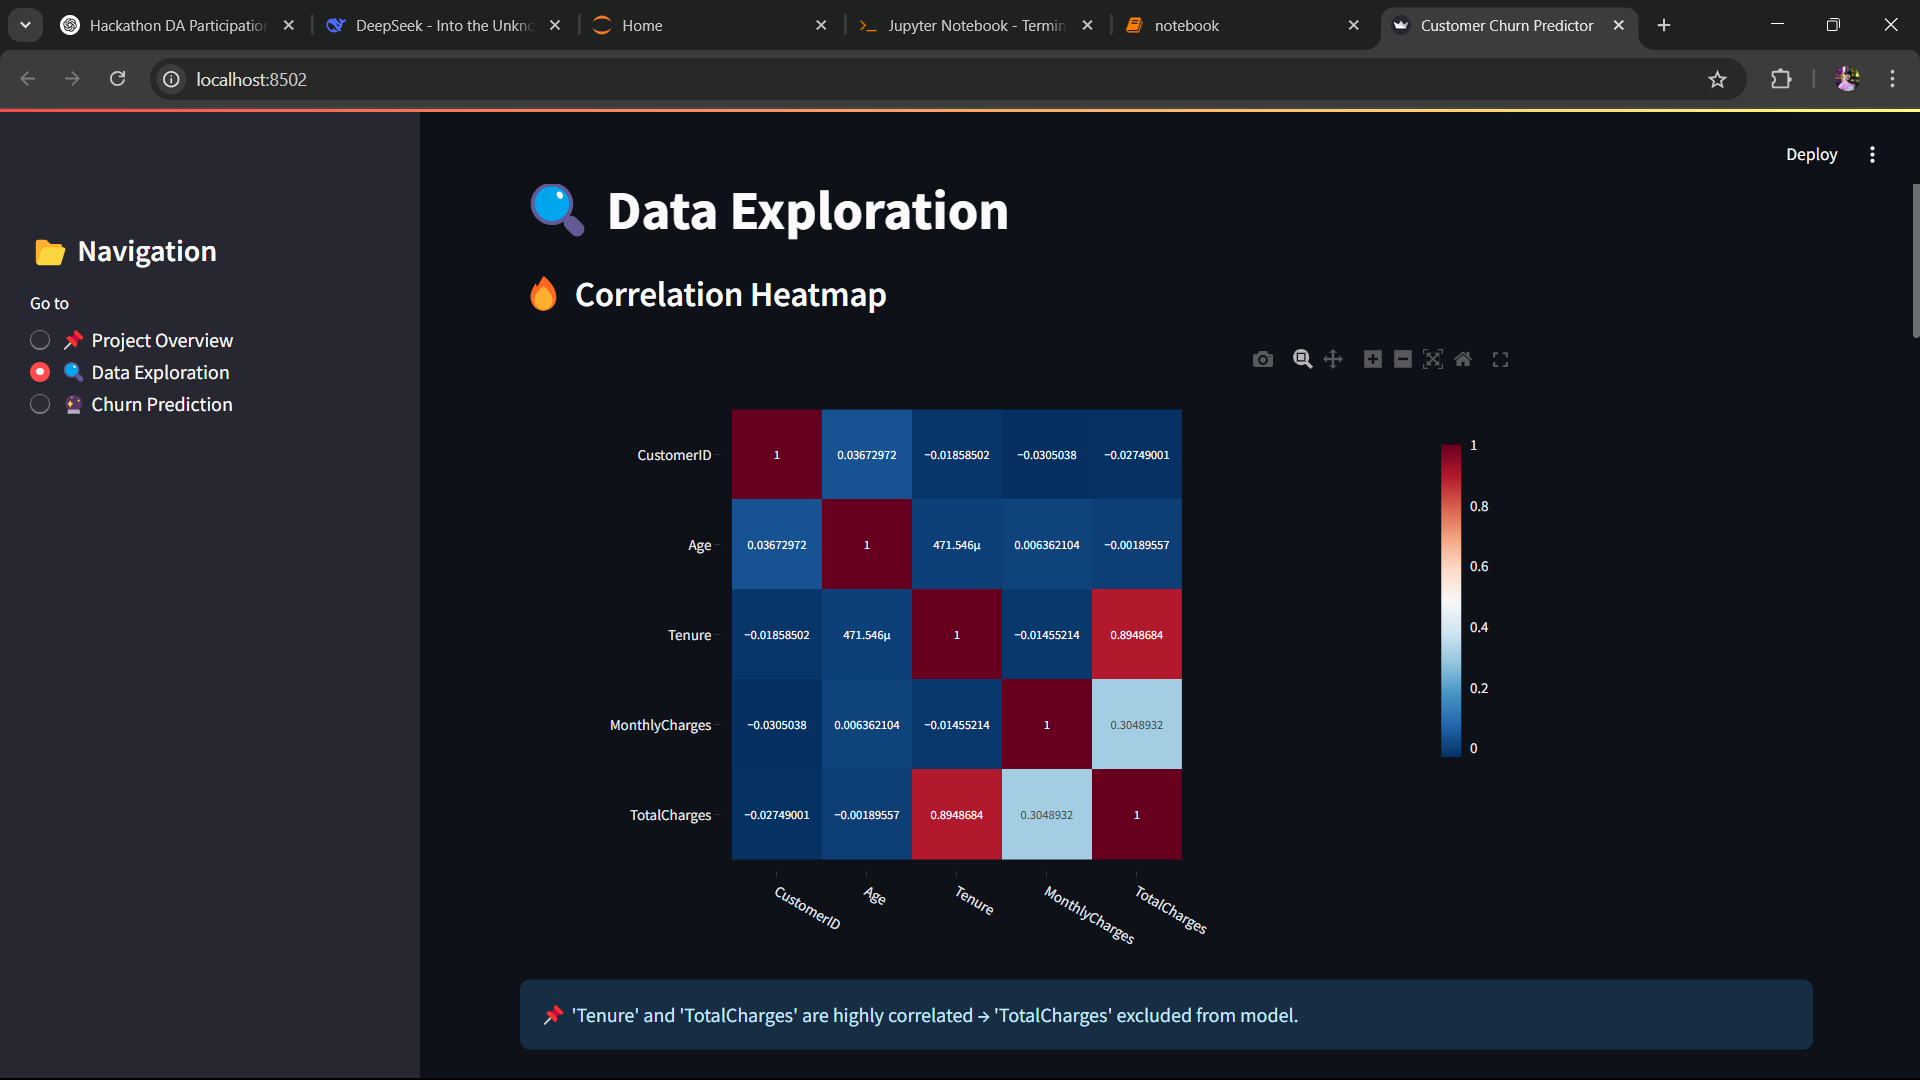 Hackathon DA Participation
DeepSeek - Into the Unkno
Home
Jupyter Notebook - Termin
notebook
Customer Churn Predictor
localhost:8502
Deploy
Navigation
Go to
Project Overview
Data Exploration
Churn Prediction
Data Exploration
Correlation Heatmap
CustomerID 1 0.03672972 −0.01858502 −0.0305038 −0.02749001
Age 0.03672972 1 471.546μ 0.006362104 −0.00189557
Tenure −0.01858502 471.546μ 1 −0.01455214 0.8948684
MonthlyCharges −0.0305038 0.006362104 −0.01455214 1 0.3048932
TotalCharges −0.02749001 −0.00189557 0.8948684 0.3048932 1
CustomerID Age Tenure MonthlyCharges TotalCharges
1
0.8
0.6
0.4
0.2
0
'Tenure' and 'TotalCharges' are highly correlated → 'TotalCharges' excluded from model.